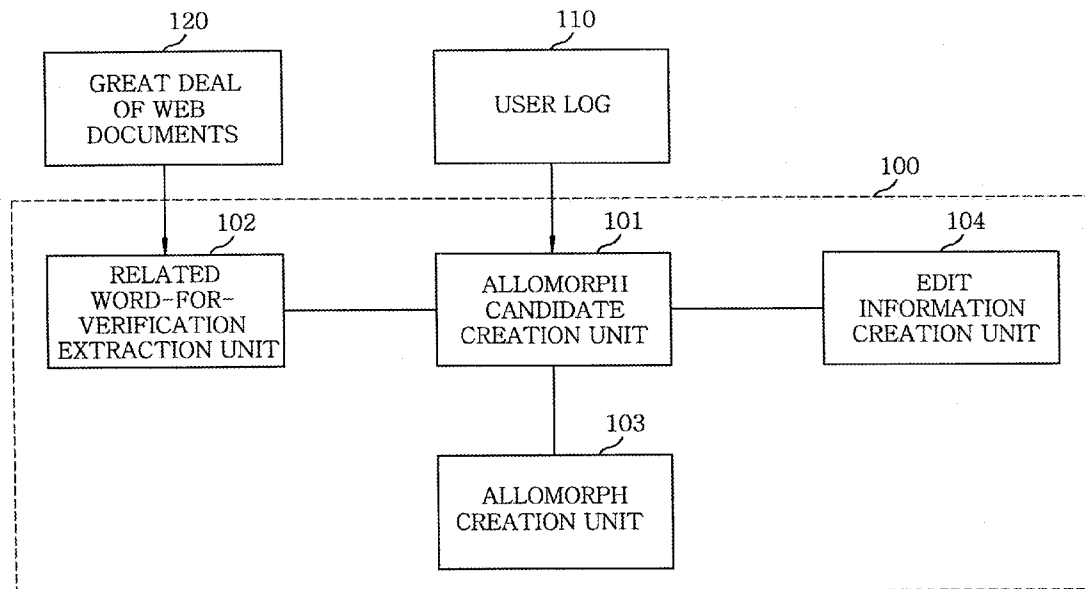 120
110
GREAT DEAL
OF WEB
DOCUMENTS
USER LOG
100
102
101
104
RELATED
WORD-FOR-
VERIFICATION
EXTRACTION UNIT
ALLOMORPH
CANDIDATE
CREATION UNIT
EDIT
INFORMATION
CREATION UNIT
103
ALLOMORPH
CREATION UNIT